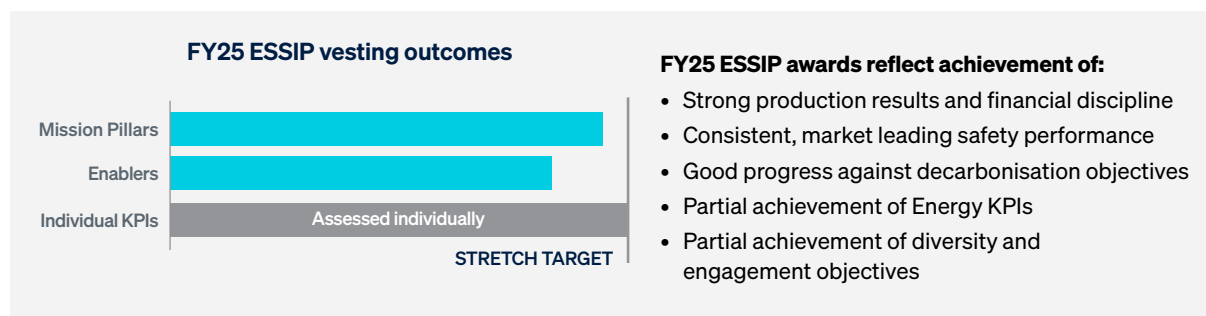 FY25 ESSIP vesting outcomes
Mission Pillars
Enablers
Individual KPIs
Assessed individually
STRETCH TARGET
FY25 ESSIP awards reflect achievement of:
• Strong production results and financial discipline
• Consistent, market leading safety performance
• Good progress against decarbonisation objectives
• Partial achievement of Energy KPIs
• Partial achievement of diversity and
engagement objectives